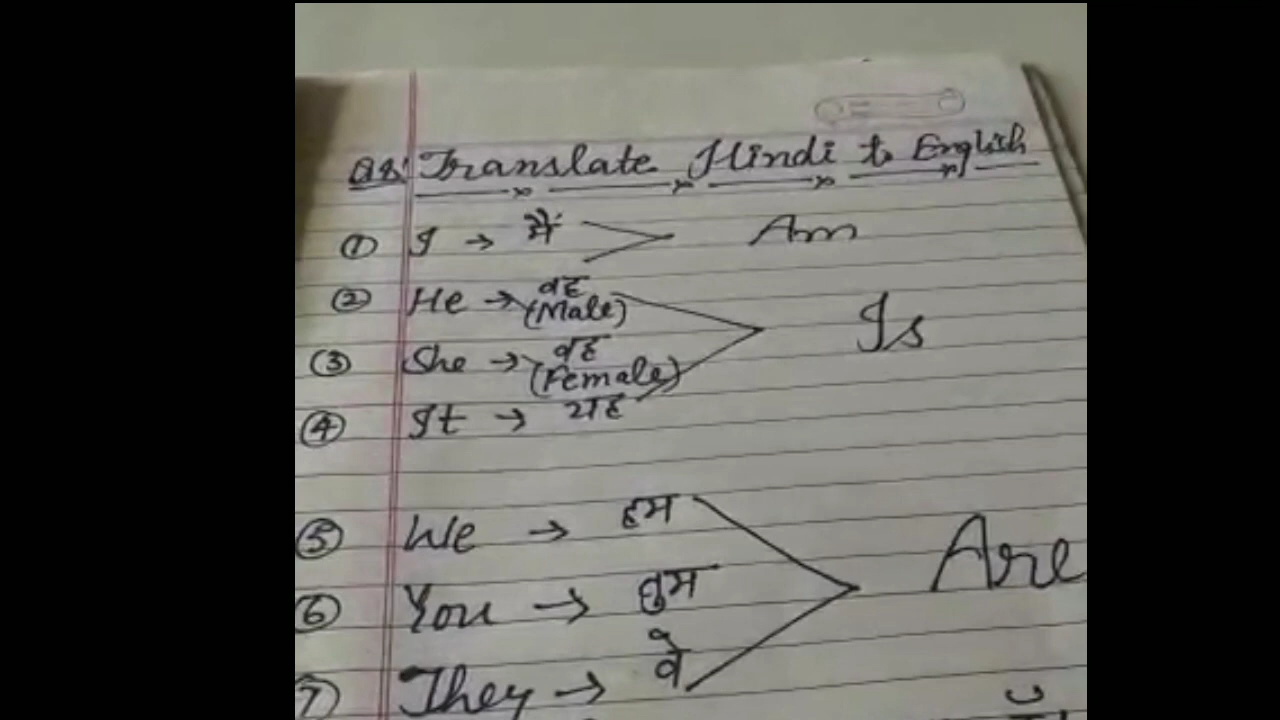 Q1. Translate Hindi to English
① I → मैं Am
② He → वह
(Male)
Is
③ She → वह
(Female)
④ It → यह
⑤ We → हम
Are
⑥ You → तुम
⑦ They → वे